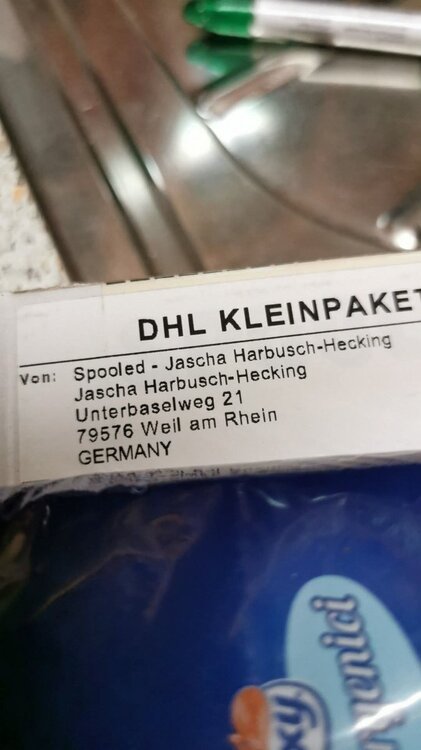 DHL KLEINPAKET
Von: Spooled - Jascha Harbusch-Hecking
Jascha Harbusch-Hecking
Unterbaselweg 21
79576 Weil am Rhein
GERMANY